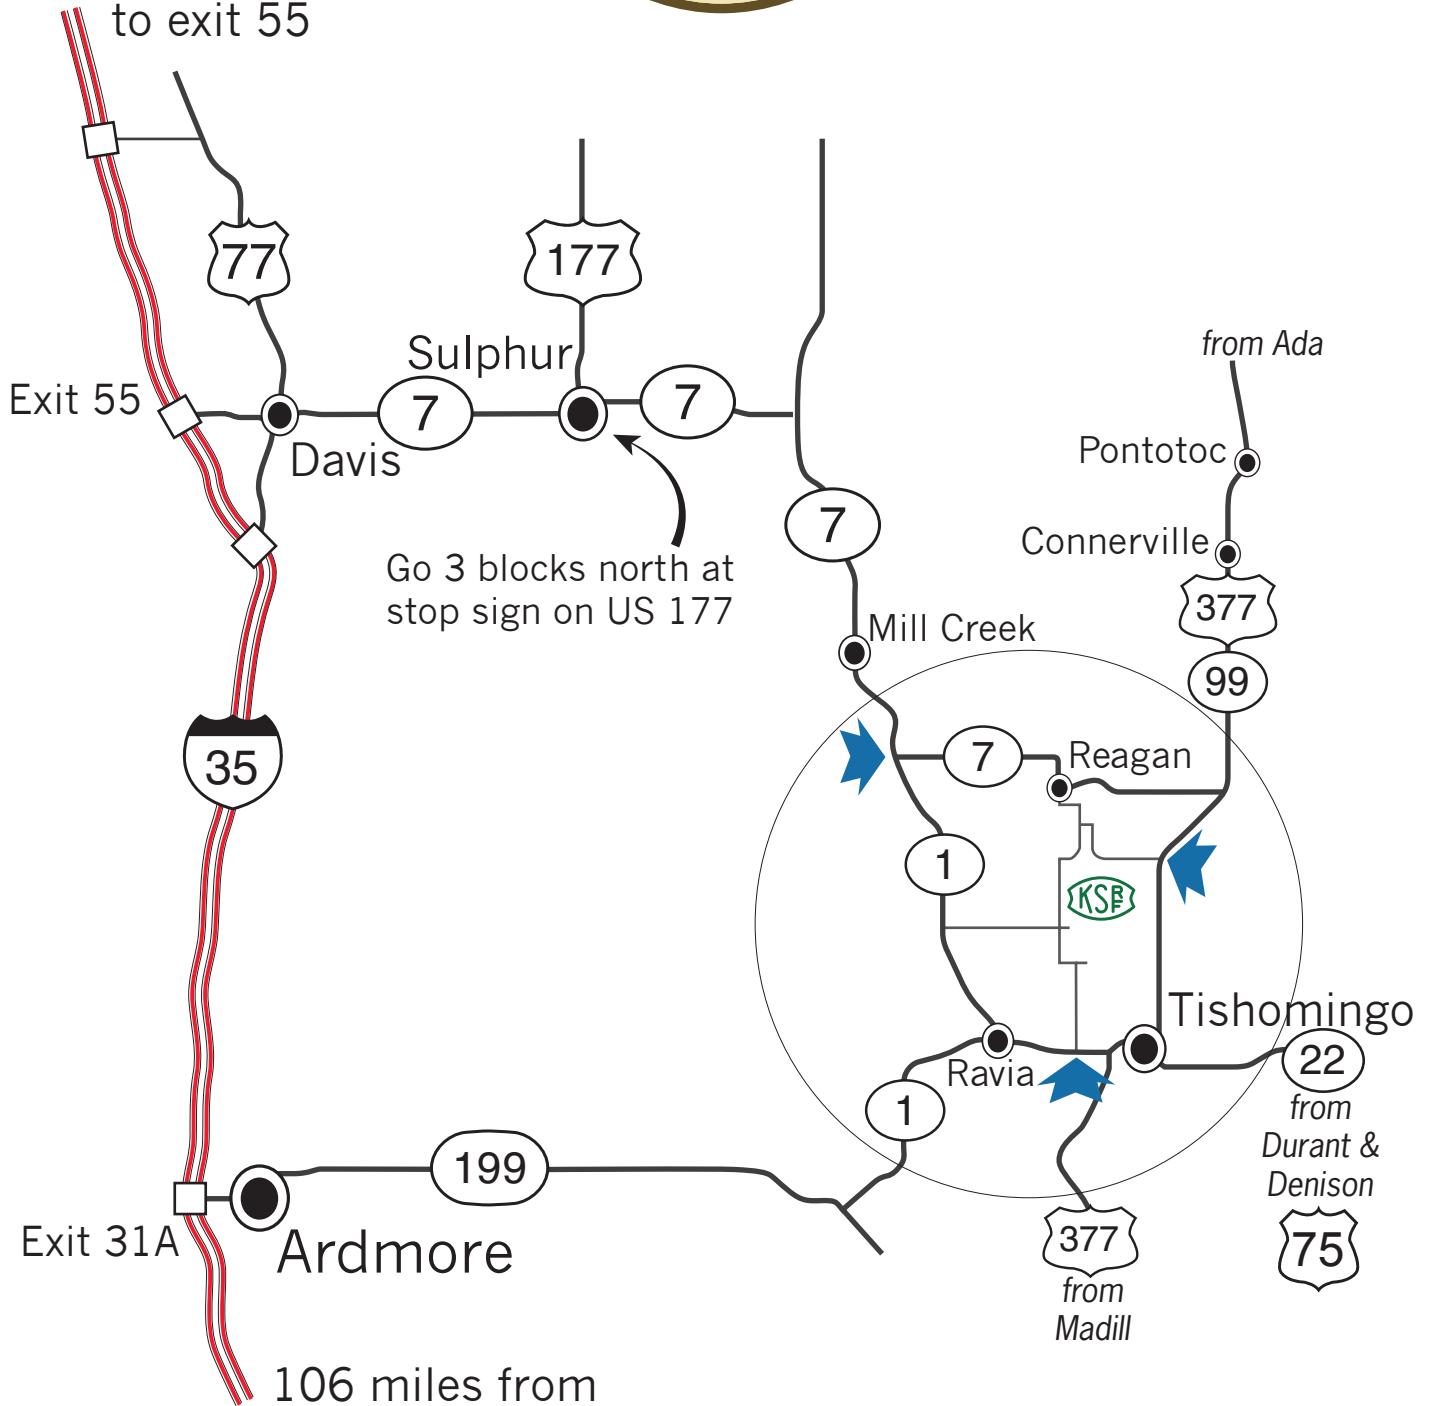 to exit 55
77
177
Sulphur
from Ada
Exit 55
7
7
Davis
Pontotoc
7
Connerville
Go 3 blocks north at
stop sign on US 177
377
Mill Creek
99
35
7
Reagan
1
KSRF
Tishomingo
Ravia
22
1
from
Durant &
Denison
199
Exit 31A
Ardmore
377
75
from
Madill
106 miles from